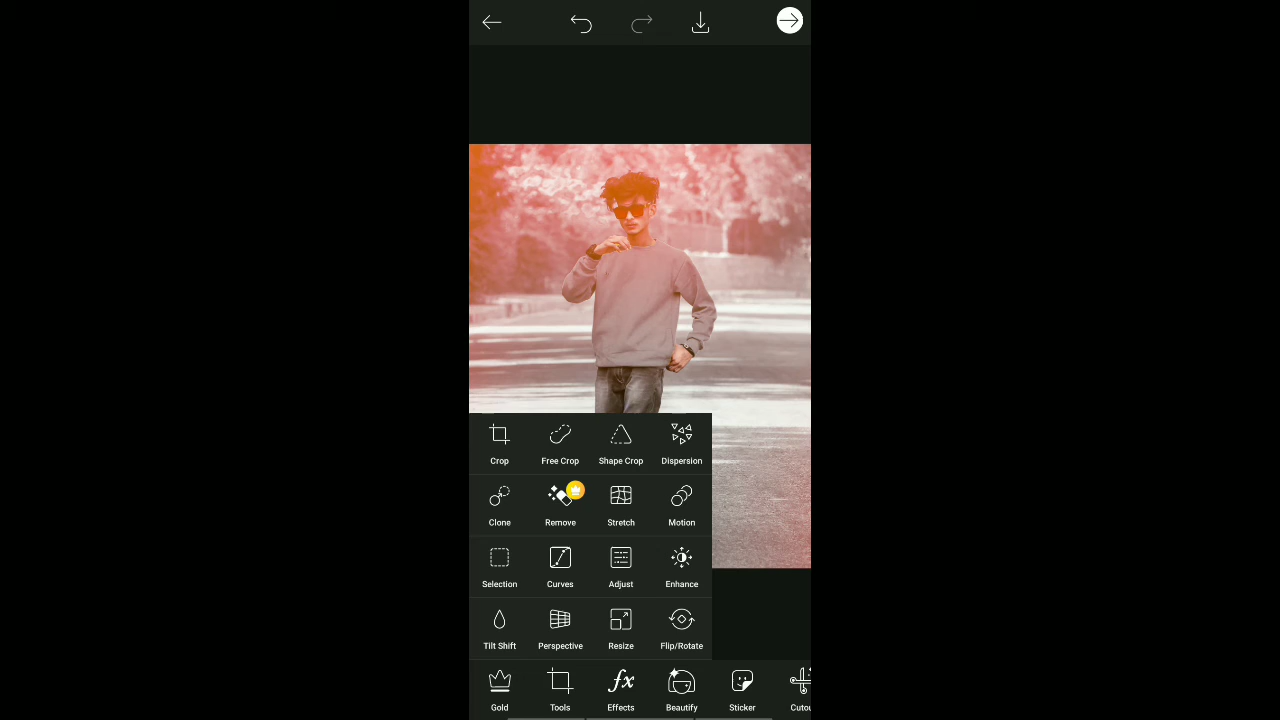 Crop Free Crop Shape Crop Dispersion
Clone Remove Stretch Motion
Selection Curves Adjust Enhance
Tilt Shift Perspective Resize Flip/Rotate
Gold Tools Effects Beautify Sticker Cutou